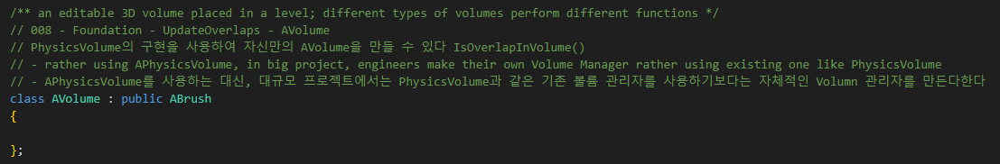 /** an editable 3D volume placed in a level; different types of volumes perform different functions */
// 008 - Foundation - UpdateOverlaps - AVolume
// PhysicsVolume의 구현을 사용하여 자신만의 AVolume을 만들 수 있다 IsOverlapInVolume()
// - rather using APhysicsVolume, in big project, engineers make their own Volume Manager rather using existing one like PhysicsVolume
// - APhysicsVolume를 사용하는 대신, 대규모 프로젝트에서는 PhysicsVolume과 같은 기존 볼륨 관리자를 사용하기보다는 자체적인 Volumn 관리자를 만든다한다
class AVolume : public ABrush
{
};